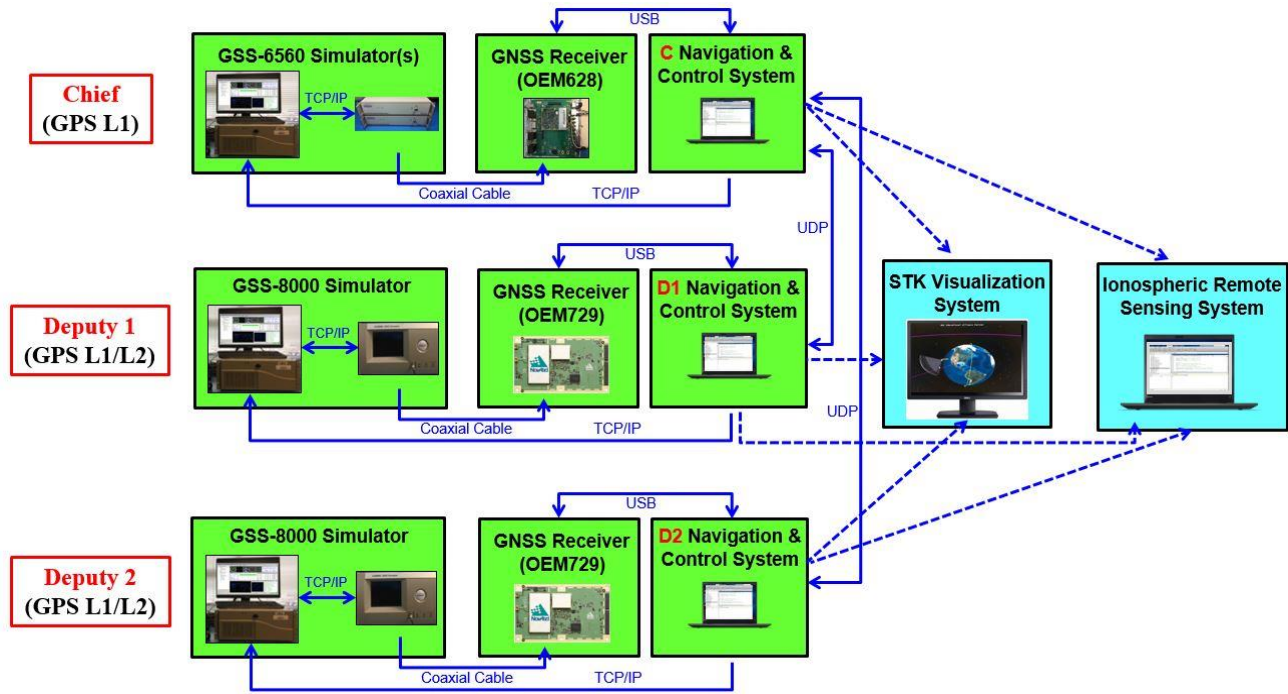 USB
GSS-6560 Simulator(s)
TCP/IP
GNSS Receiver
(OEM628)
C Navigation &
Control System
Chief
(GPS L1)
Coaxial Cable
TCP/IP
UDP
USB
GSS-8000 Simulator
TCP/IP
GNSS Receiver
(OEM729)
NovAtel
D1 Navigation &
Control System
STK Visualization
System
Ionospheric Remote
Sensing System
Deputy 1
(GPS L1/L2)
Coaxial Cable
TCP/IP
UDP
USB
GSS-8000 Simulator
TCP/IP
GNSS Receiver
(OEM729)
NovAtel
D2 Navigation &
Control System
Deputy 2
(GPS L1/L2)
Coaxial Cable
TCP/IP